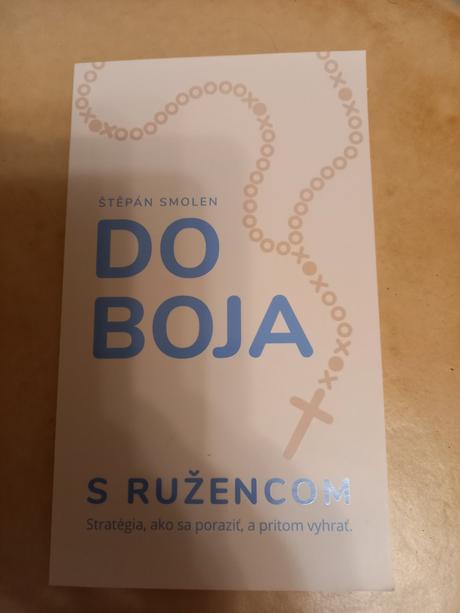 ŠTĚPÁN SMOLEN
DO
BOJA
S RUŽENCOM
Stratégia, ako sa poraziť, a pritom vyhrať.